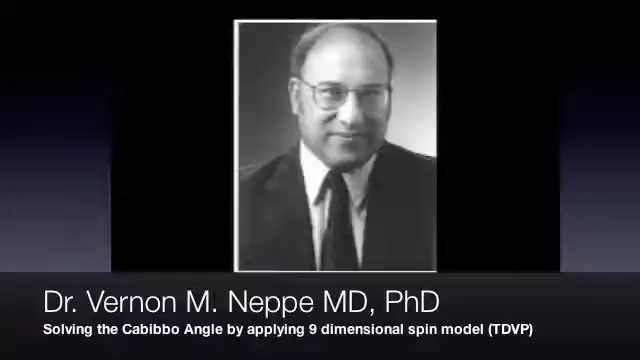 Dr. Vernon M. Neppe MD, PhD
Solving the Cabibbo Angle by applying 9 dimensional spin model (TDVP)